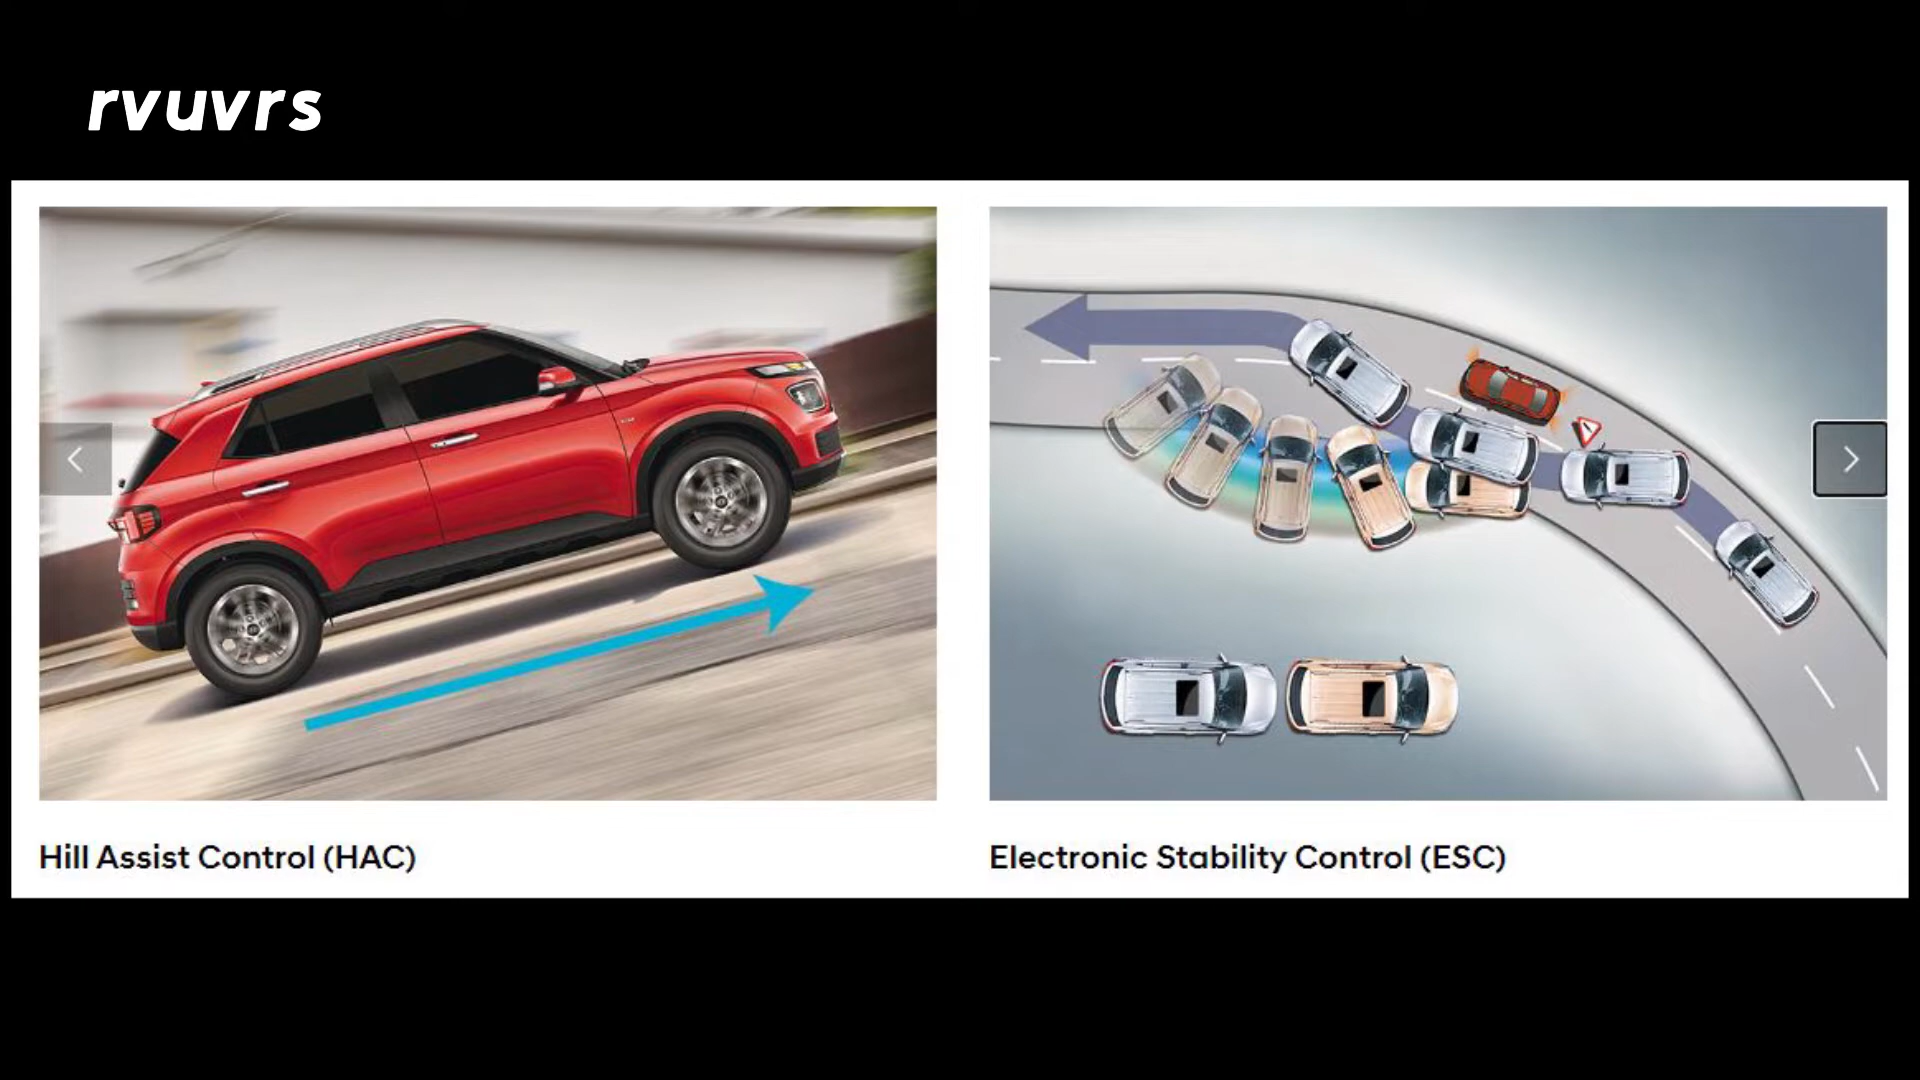 rvuvrs
Hill Assist Control (HAC)
Electronic Stability Control (ESC)